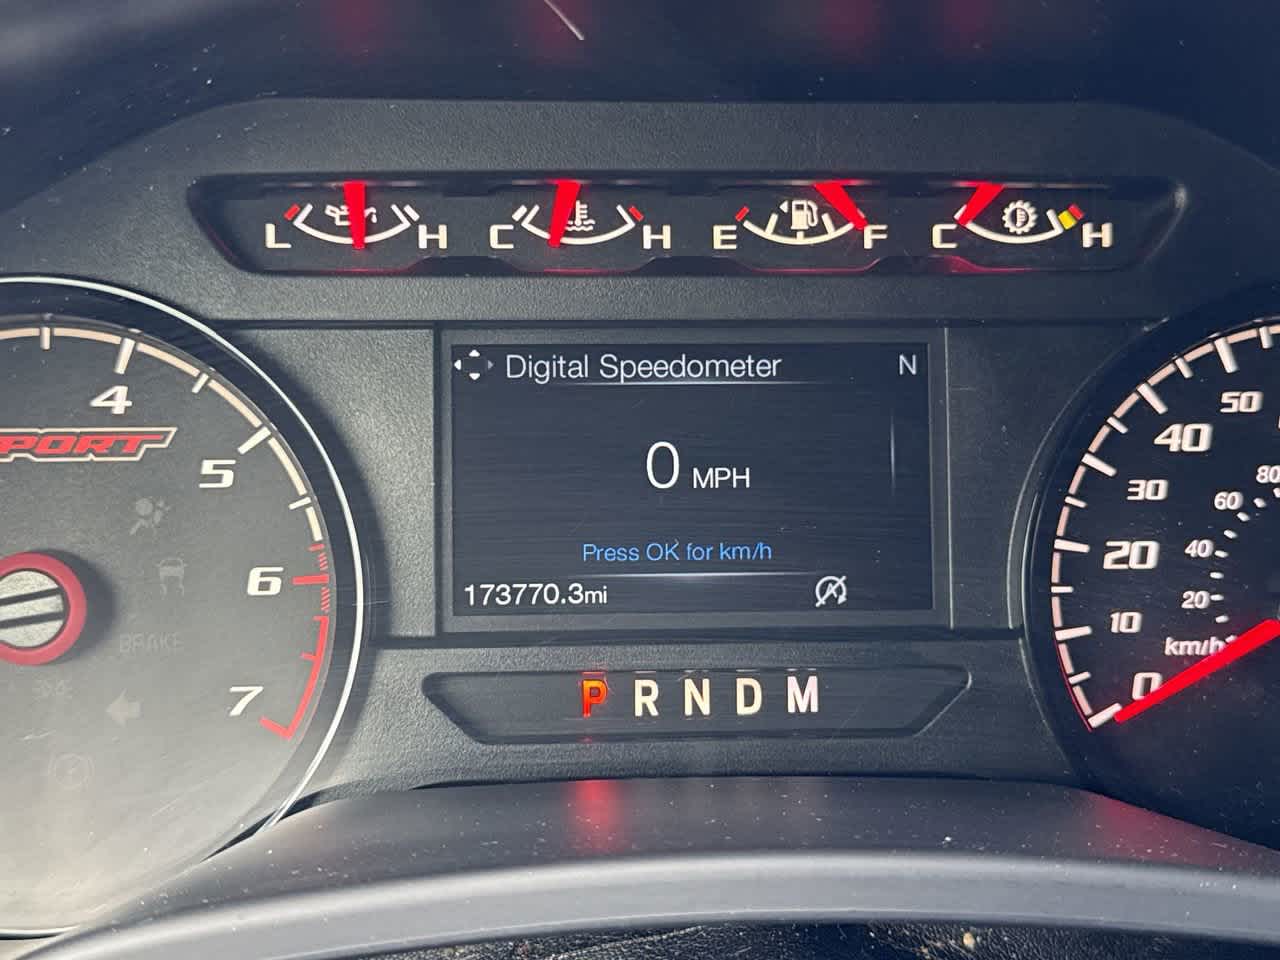 L H C H E F C H
Digital Speedometer N
4
PORT
5
6
7
BRAKE
0 MPH
Press OK for km/h
173770.3mi
P R N D M
50
40
30
20
10
0
80
60
40
20
km/h